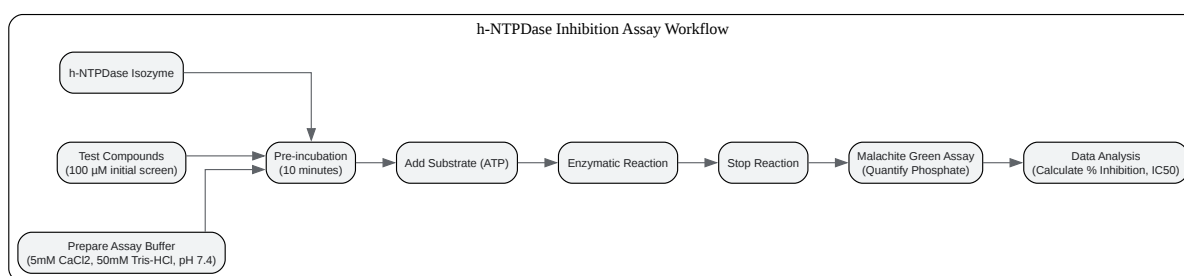 h-NTPDase Inhibition Assay Workflow
h-NTPDase Isozyme
Test Compounds
(100 µM initial screen)
Pre-incubation
(10 minutes)
Add Substrate (ATP)
Enzymatic Reaction
Stop Reaction
Malachite Green Assay
(Quantify Phosphate)
Data Analysis
(Calculate % Inhibition, IC50)
Prepare Assay Buffer
(5mM CaCl2, 50mM Tris-HCl, pH 7.4)